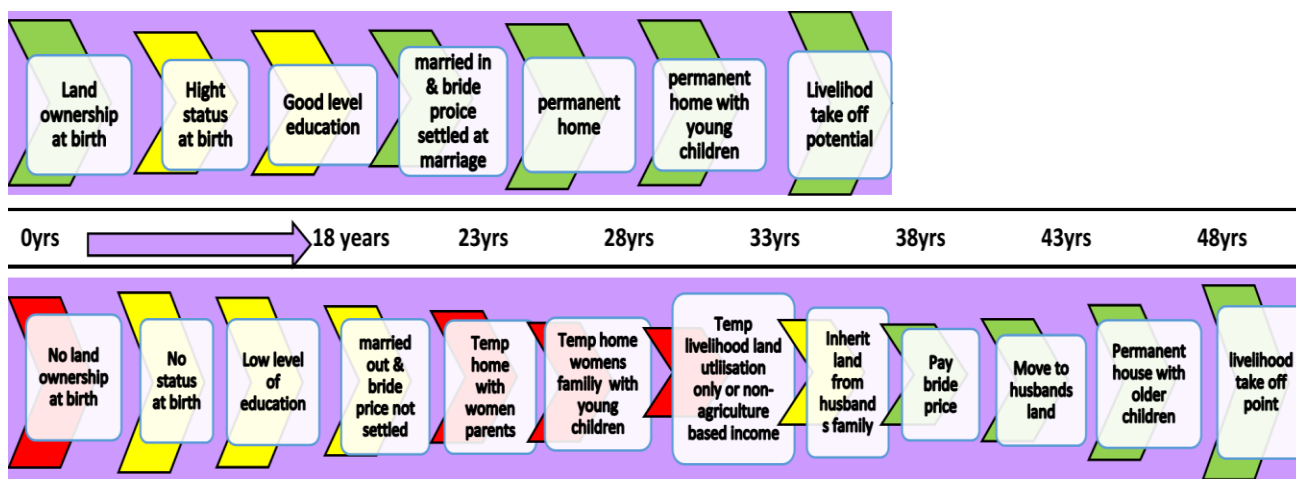 Land
ownership
at birth
Hight
status
at birth
Good level
education
married in
& bride
proice
settled at
marriage
permanent
home
permanent
home with
young
children
Livelihod
take off
potential
0yrs
18 years
23yrs
28yrs
33yrs
38yrs
43yrs
48yrs
No land
ownership
at birth
No
status
at birth
Low level
of
education
married
out &
bride
price not
settled
Temp
home
with
women
parents
Temp home
womens
familiy with
young
children
Temp
livelihood land
utliisation
only or non-
agriculture
based income
Inherit
land
from
husband
s family
Pay
bride
price
Move to
husbands
land
Permanent
house with
older
children
livelihood
take off
point